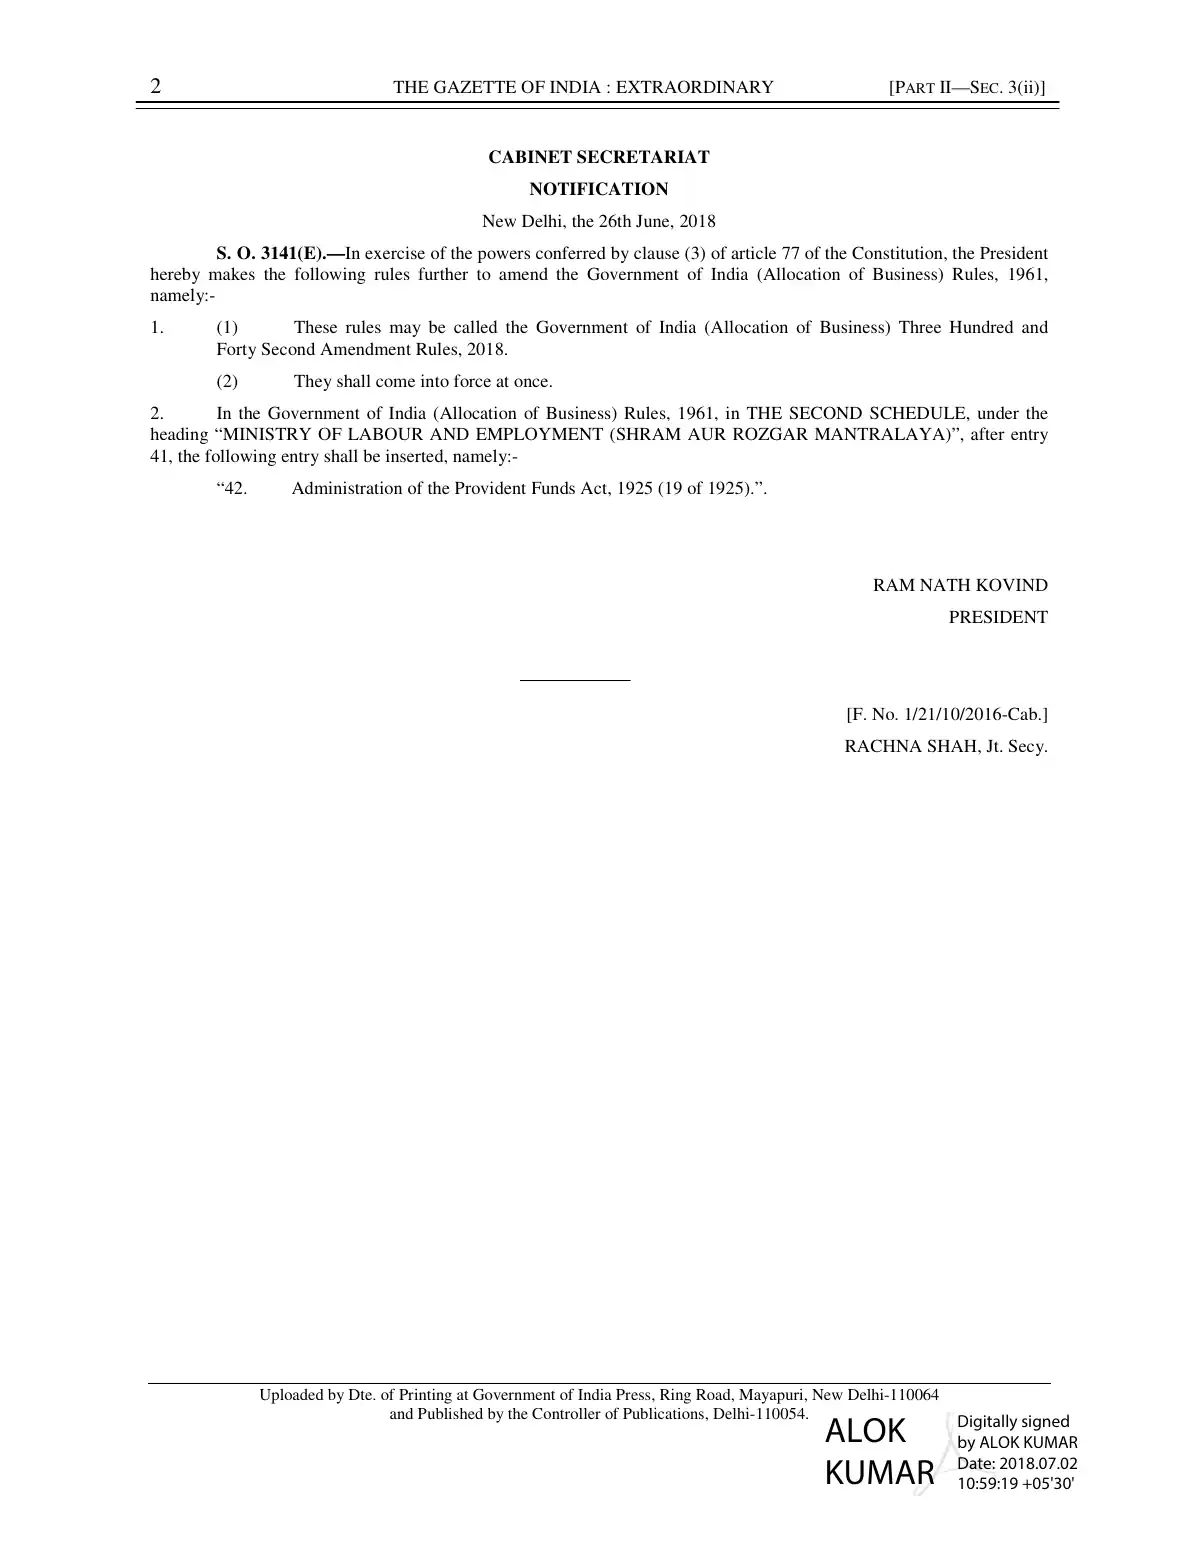 2 THE GAZETTE OF INDIA : EXTRAORDINARY [PART II—SEC. 3(ii)]
CABINET SECRETARIAT
NOTIFICATION
New Delhi, the 26th June, 2018
S. O. 3141(E).—In exercise of the powers conferred by clause (3) of article 77 of the Constitution, the President
hereby makes the following rules further to amend the Government of India (Allocation of Business) Rules, 1961,
namely:-
1. (1) These rules may be called the Government of India (Allocation of Business) Three Hundred and
Forty Second Amendment Rules, 2018.
(2) They shall come into force at once.
2. In the Government of India (Allocation of Business) Rules, 1961, in THE SECOND SCHEDULE, under the
heading “MINISTRY OF LABOUR AND EMPLOYMENT (SHRAM AUR ROZGAR MANTRALAYA)”, after entry
41, the following entry shall be inserted, namely:-
“42. Administration of the Provident Funds Act, 1925 (19 of 1925).”.
RAM NATH KOVIND
PRESIDENT
[F. No. 1/21/10/2016-Cab.]
RACHNA SHAH, Jt. Secy.
Uploaded by Dte. of Printing at Government of India Press, Ring Road, Mayapuri, New Delhi-110064
and Published by the Controller of Publications, Delhi-110054.
ALOK
KUMAR
Digitally signed
by ALOK KUMAR
Date: 2018.07.02
10:59:19 +05'30'